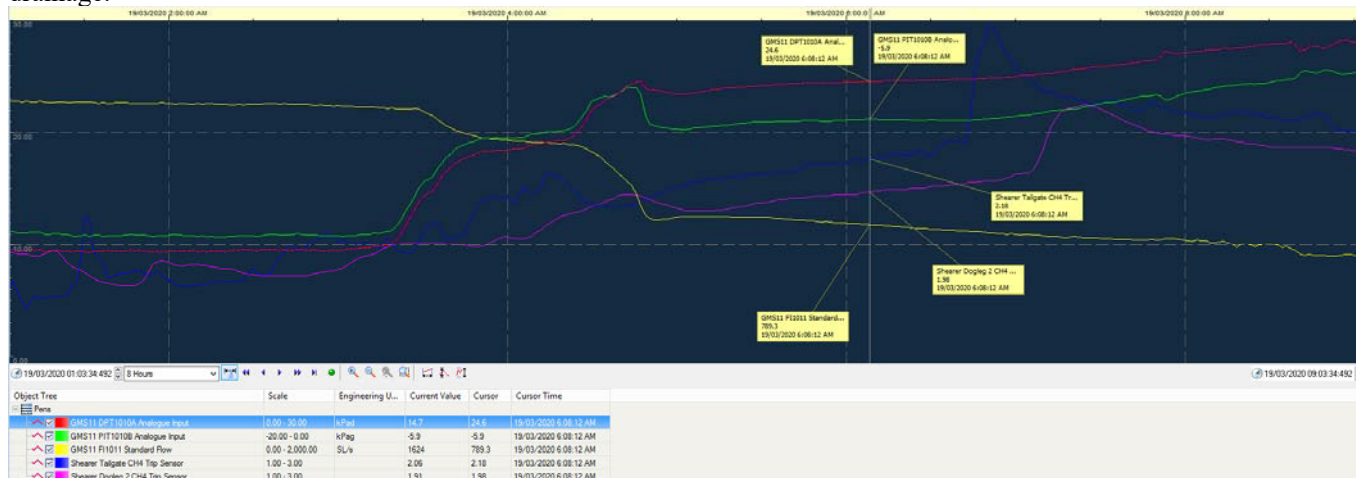 drainage.
19/03/2020 2:00:00 AM 19/03/2020 4:00:00 AM 19/03/2020 6:00:0 AM 19/03/2020 8:00:00 AM
30.00
GMS11 DPT1010A Anal...
24.6
19/03/2020 6:08:12 AM
GMS11 PIT1010B Analo...
-5.9
19/03/2020 6:08:12 AM
20.00
Shearer Tailgate CH4 Tr...
2.18
19/03/2020 6:08:12 AM
10.00
Shearer Dogleg 2 CH4 ...
1.98
19/03/2020 6:08:12 AM
GMS11 FI1011 Standard...
789.3
19/03/2020 6:08:12 AM
0.00
19/03/2020 01:03:34:492 8 Hours 19/03/2020 09:03:34:492
Object Tree Scale Engineering U... Current Value Cursor Cursor Time
Pens
GMS11 DPT1010A Analogue Input 0.00 - 30.00 kPad 14.7 24.6 19/03/2020 6:08:12 AM
GMS11 PIT1010B Analogue Input -20.00 - 0.00 kPag -5.9 -5.9 19/03/2020 6:08:12 AM
GMS11 FI1011 Standard Flow 0.00 - 2,000.00 SL/s 1624 789.3 19/03/2020 6:08:12 AM
Shearer Tailgate CH4 Trip Sensor 1.00 - 3.00 2.06 2.18 19/03/2020 6:08:12 AM
Shearer Dogleg 2 CH4 Trip Sensor 1.00 - 3.00 1.91 1.98 19/03/2020 6:08:12 AM